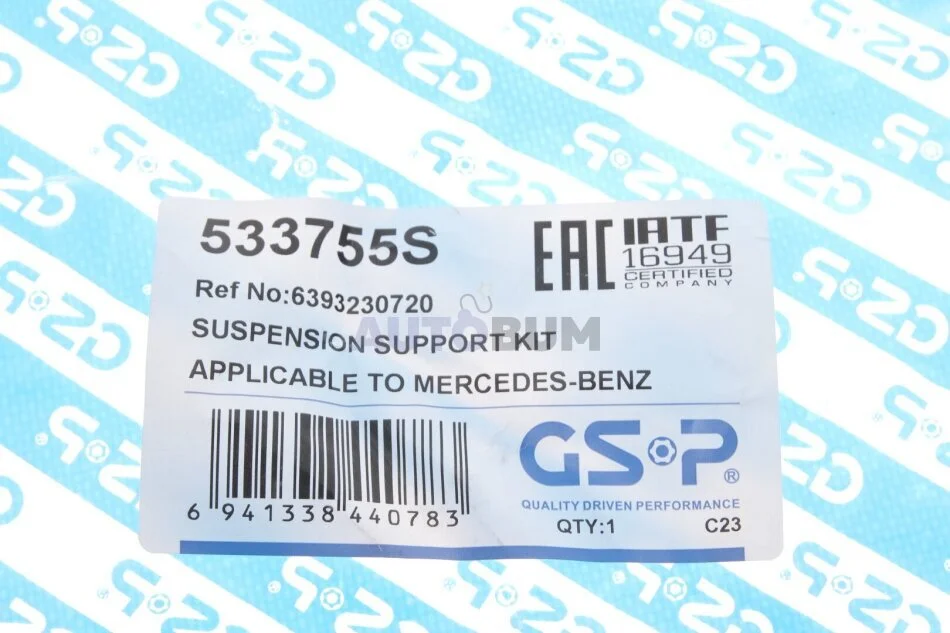 533755S
EAC
IATF
16949
CERTIFIED
COMPANY
Ref No:6393230720
AUTOBUM
SUSPENSION SUPPORT KIT
APPLICABLE TO MERCEDES-BENZ
GSP®
QUALITY DRIVEN PERFORMANCE
6 941338 440783
QTY:1
C23